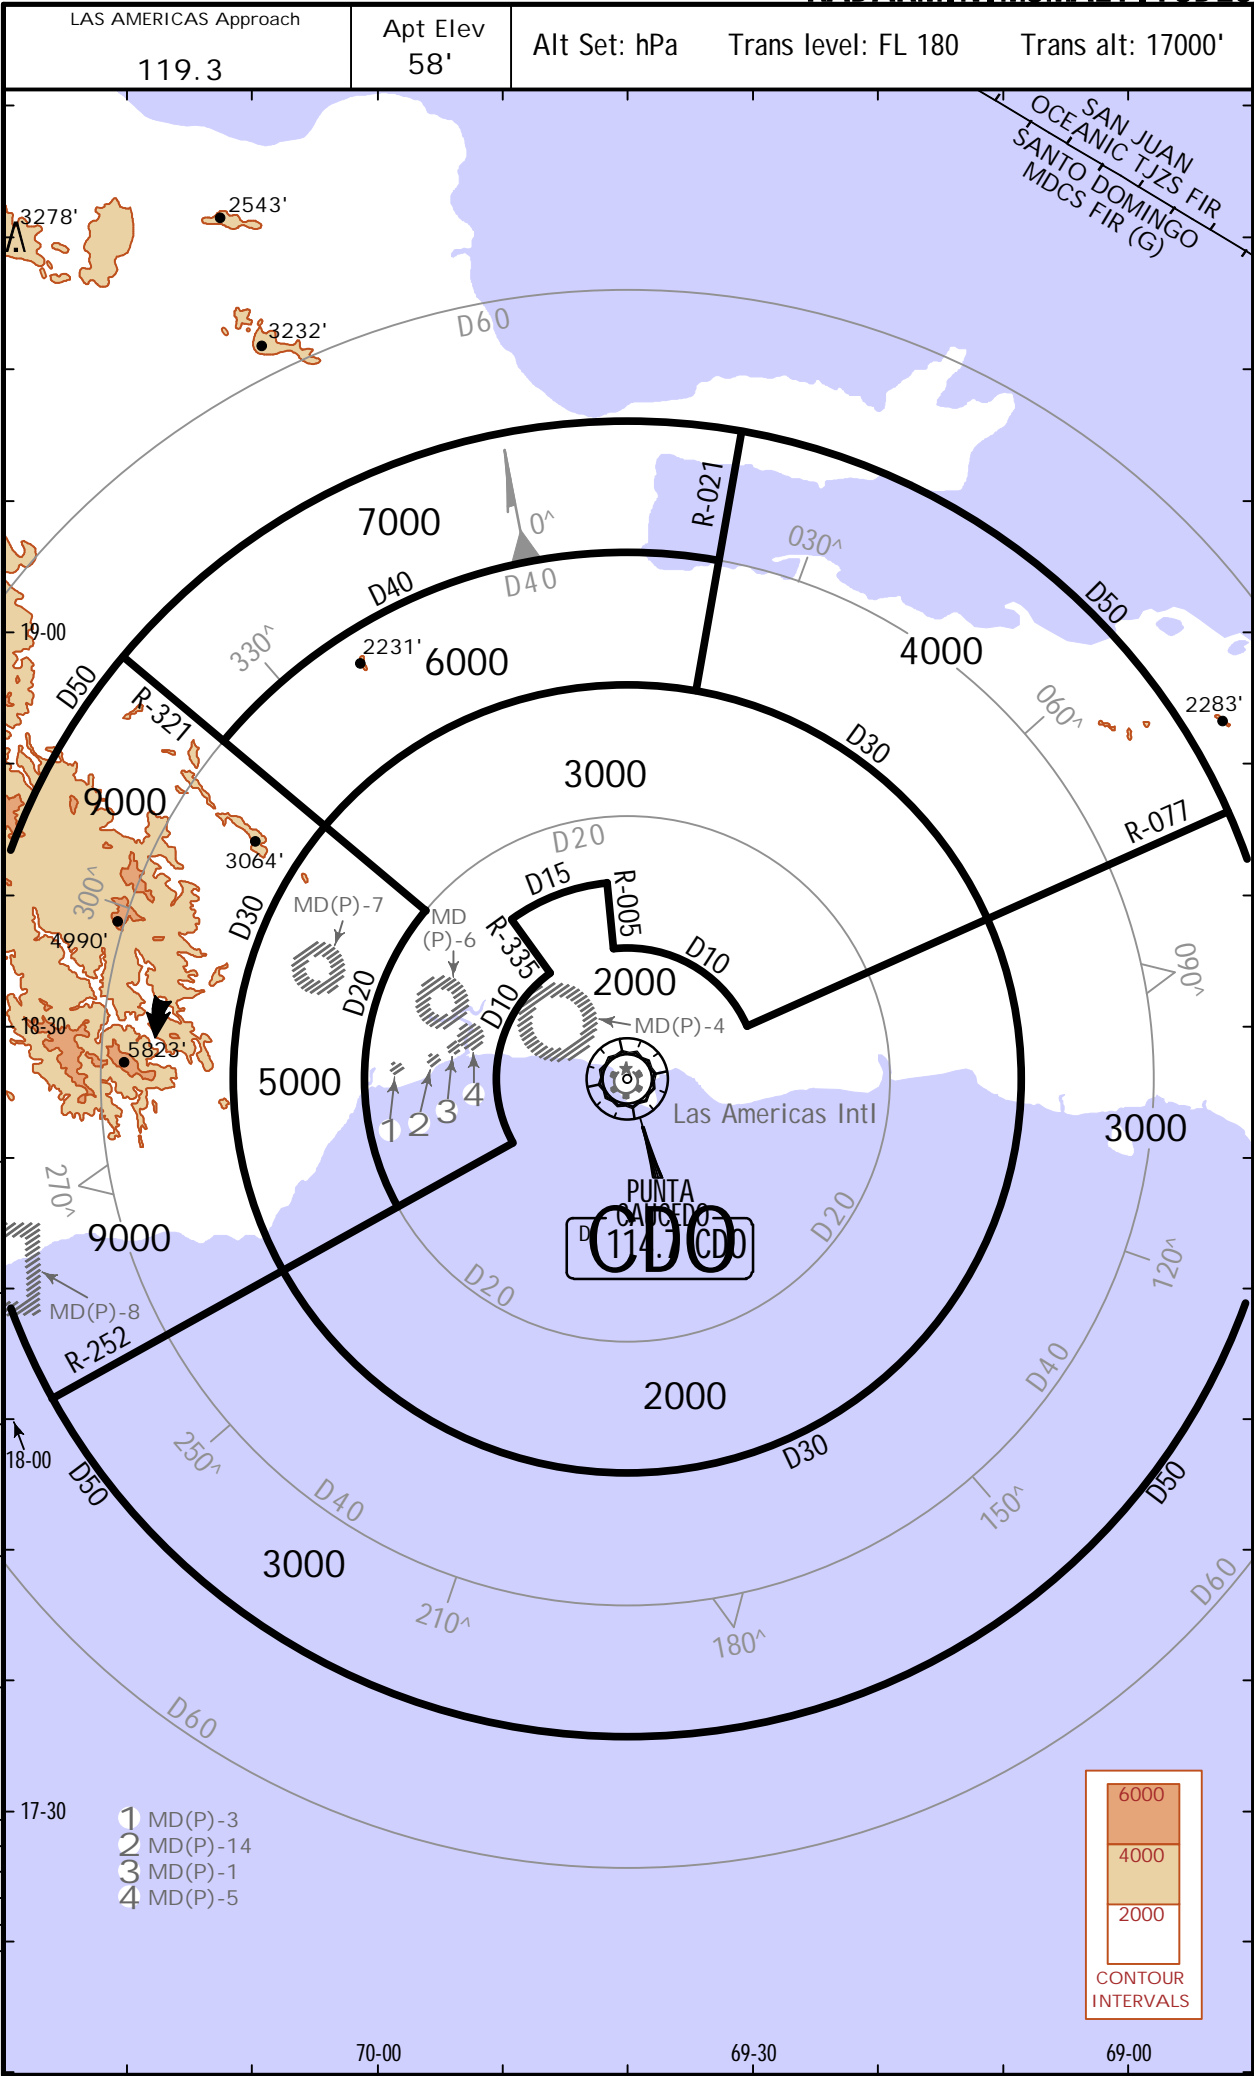 LAS AMERICAS Approach
119.3
Apt Elev
58'
Alt Set: hPa
Trans level: FL 180
Trans alt: 17000'
SAN JUAN
OCEANIC TJZS FIR
SANTO DOMINGO
MDCS FIR (G)
3278'
2543'
3232'
D60
R-021
7000
0^
030^
D40
D40
D50
19-00
330^
2231'
6000
4000
D50
R-321
060^
2283'
D30
9000
3000
R-077
D20
3064'
300^
D15
R-005
MD(P)-7
MD
(P)-6
D30
4990'
R-335
D10
2000
090^
D20
D10
18-30
MD(P)-4
5823'
5000
4
3
2
1
Las Americas Intl
3000
270^
PUNTA
CAUCEDO
D 114.7 CDO
CDO
D20
9000
120^
D20
MD(P)-8
R-252
D40
2000
250^
18-00
D30
D50
D50
D40
150^
3000
210^
180^
D60
D60
6000
4000
2000
CONTOUR
INTERVALS
17-30
1 MD(P)-3
2 MD(P)-14
3 MD(P)-1
4 MD(P)-5
70-00
69-30
69-00